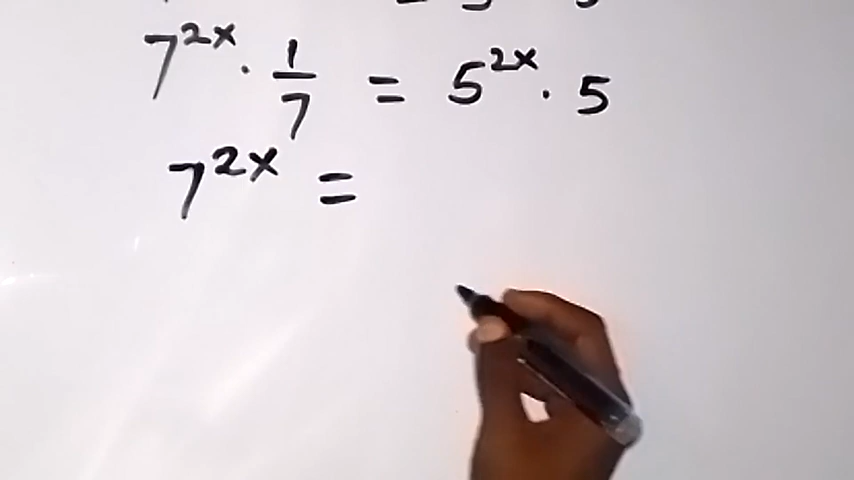 7^{2x} · 1/7 = 5^{2x} · 5
7^{2x} =